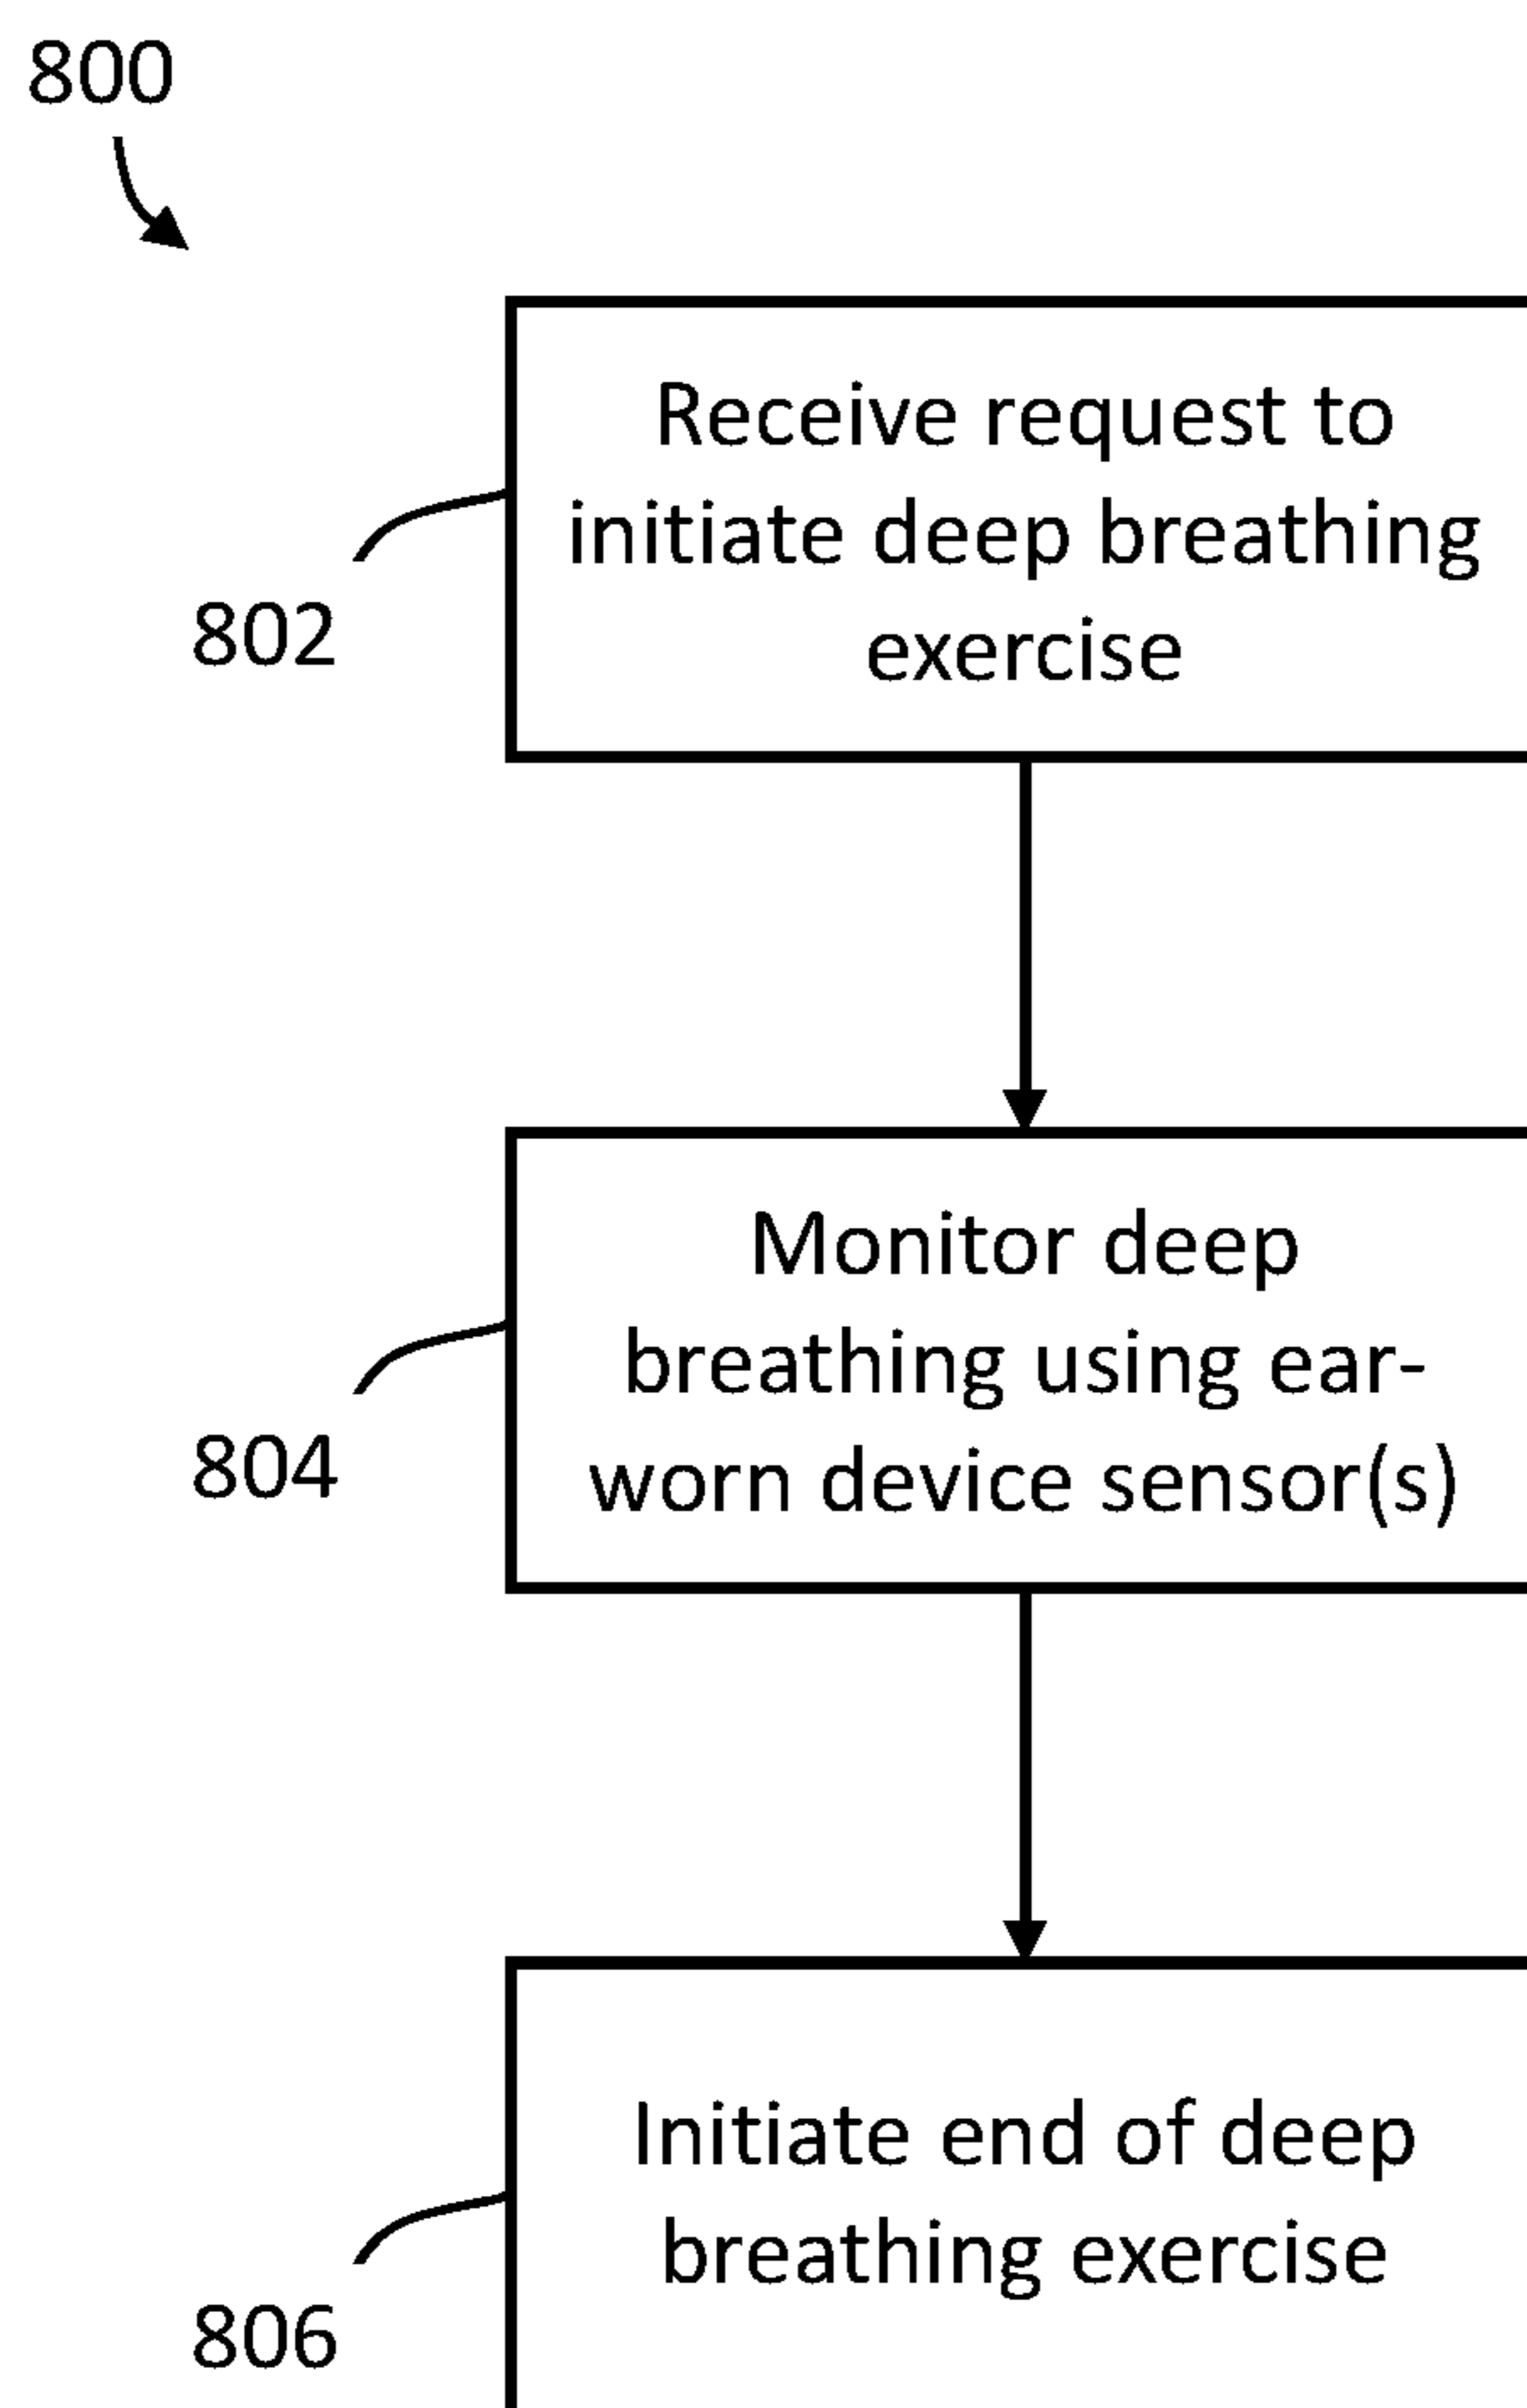 800
Receive request to
initiate deep breathing
exercise
802
Monitor deep
breathing using ear-
worn device sensor(s)
804
Initiate end of deep
breathing exercise
806